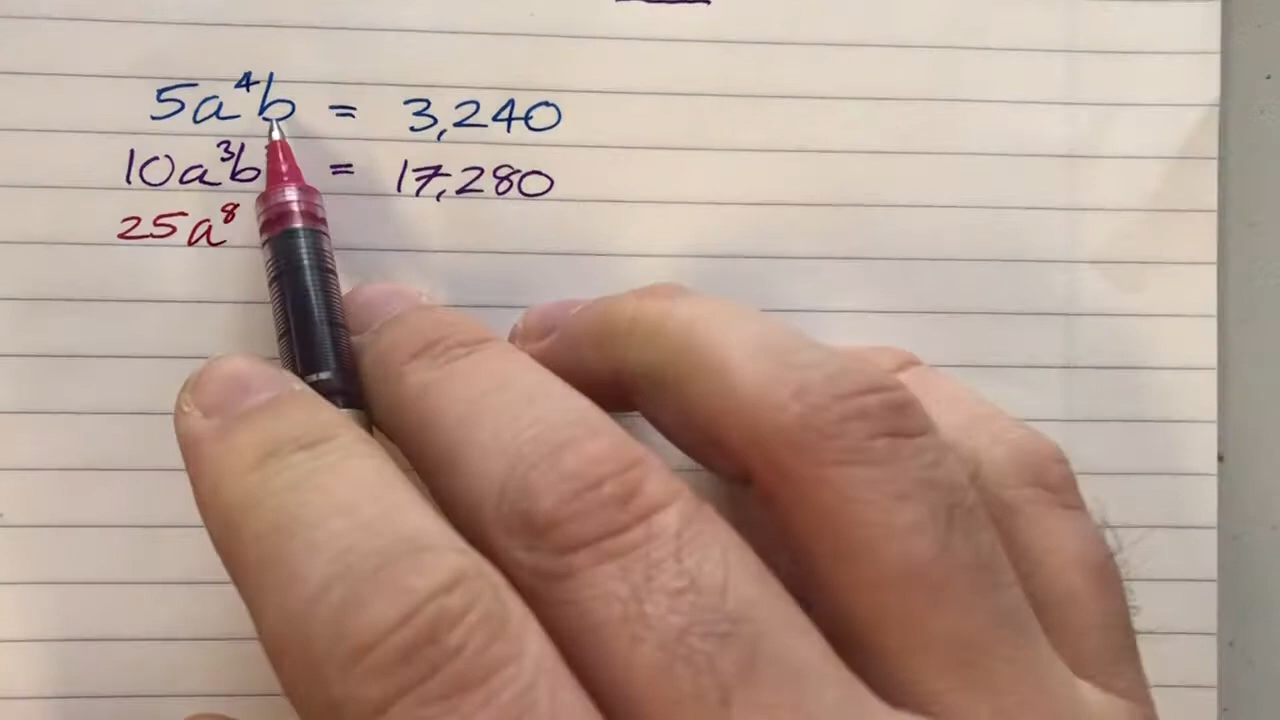 5a⁴b = 3,240
10a³b = 17,280
25a⁸